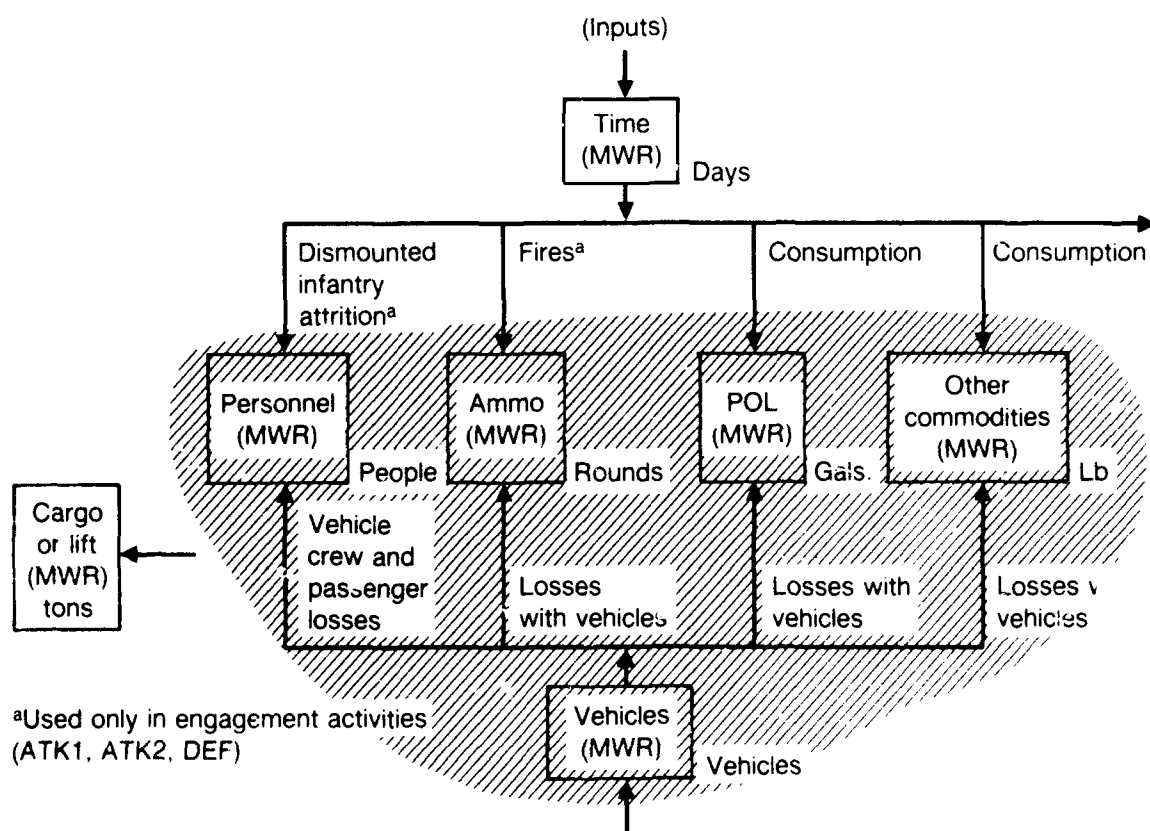 (Inputs)
Time
(MWR)
Days
Dismounted
infantry
attritionª
Firesª
Consumption
Consumption
Personnel
(MWR)
People
Ammo
(MWR)
Rounds
POL
(MWR)
Gals.
Other
commodities
(MWR)
Lb
Cargo
or lift
(MWR)
tons
Vehicle
crew and
passenger
losses
Losses
with vehicles
Losses with
vehicles
Losses
vehicles
Vehicles
(MWR)
Vehicles
ªUsed only in engagement activities
(ATK1, ATK2, DEF)